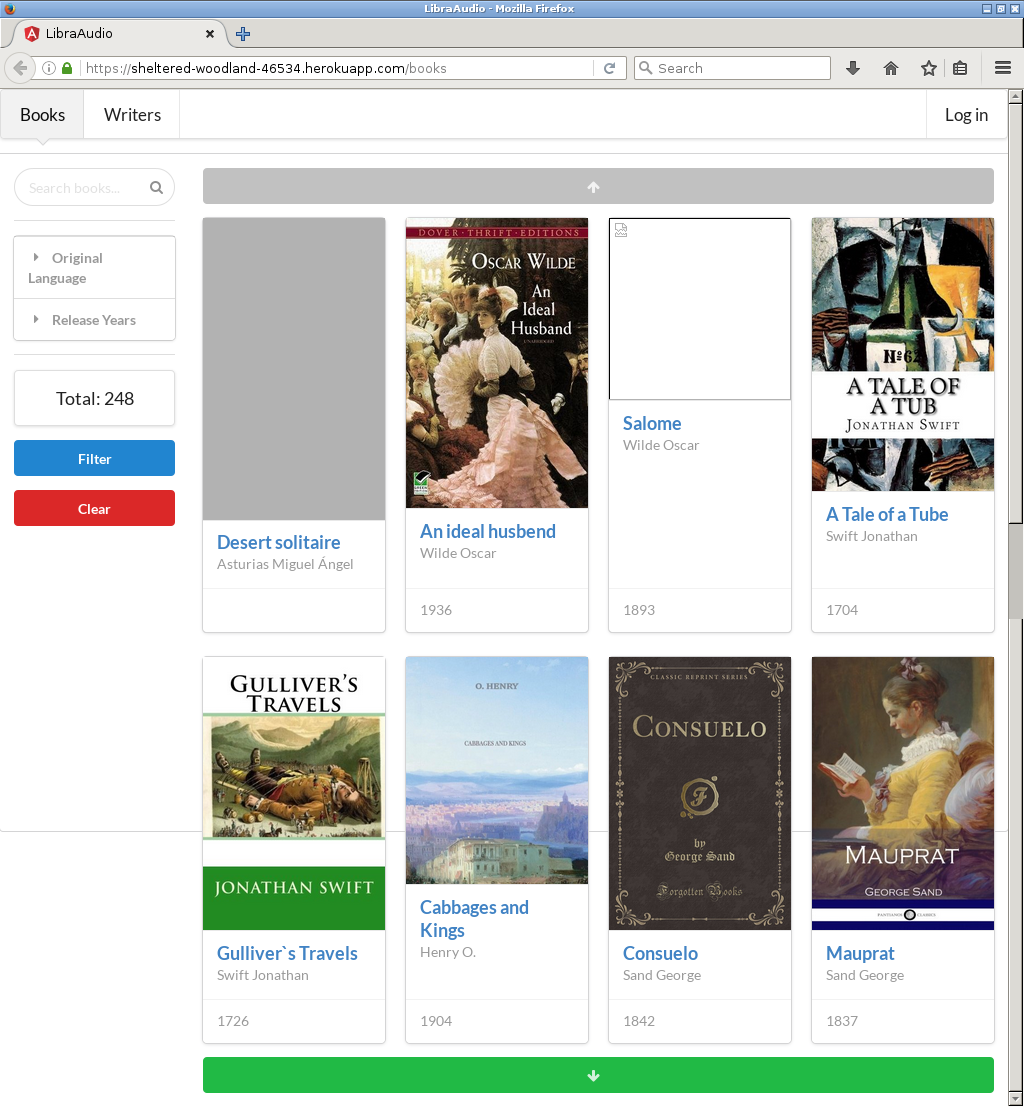 LibraAudio - Mozilla Firefox
LibraAudio
https://sheltered-woodland-46534.herokuapp.com/books
Search
Books
Writers
Log in
Search books...
Original
Language
Release Years
Total: 248
Filter
Clear
Desert solitaire
Asturias Miguel Ángel
DOVER·THRIFT·EDITIONS
OSCAR WILDE
An
Ideal
Husband
UNABRIDGED
GREEN
An ideal husbend
Wilde Oscar
1936
Salome
Wilde Oscar
1893
Nº62
A TALE OF
A TUB
JONATHAN SWIFT
A Tale of a Tube
Swift Jonathan
1704
GULLIVER'S
TRAVELS
JONATHAN SWIFT
Gulliver`s Travels
Swift Jonathan
1726
O. HENRY
CABBAGES AND KINGS
Cabbages and
Kings
Henry O.
1904
CLASSIC REPRINT SERIES
CONSUELO
F
by
George Sand
Forgotten Books
Consuelo
Sand George
1842
MAUPRAT
GEORGE SAND
CLASSICS
Mauprat
Sand George
1837